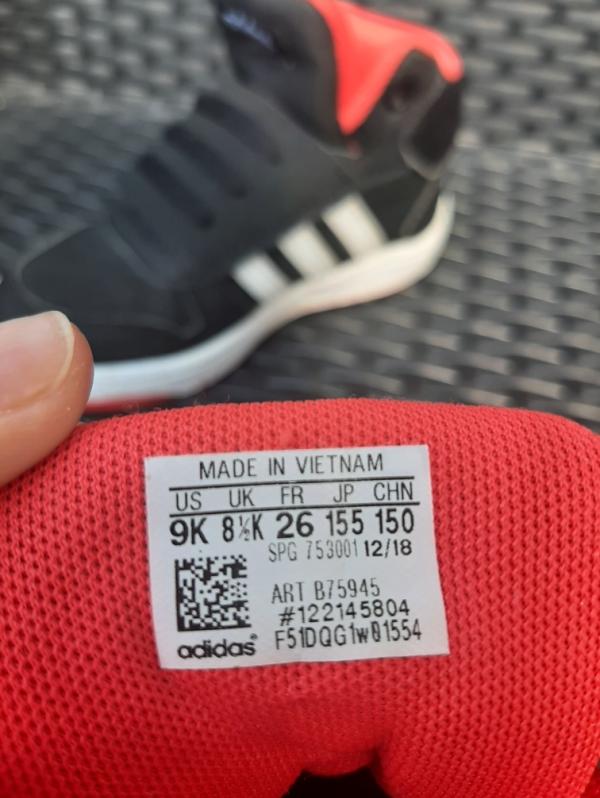 MADE IN VIETNAM
US UK FR JP CHN
9K 8½K 26 155 150
SPG 753001 12/18
ART B75945
#122145804
adidas® F51DQG1w01554